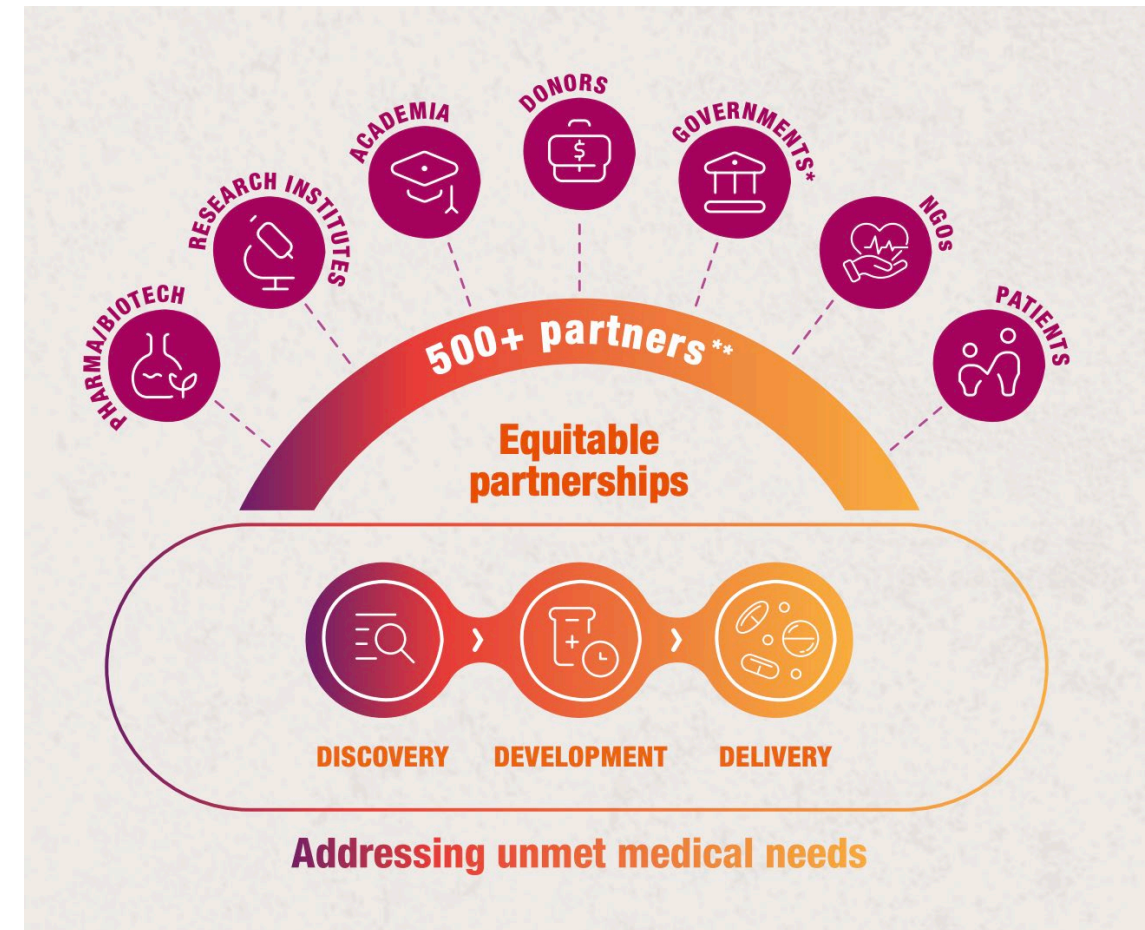 PHARMA/BIOTECH
RESEARCH INSTITUTES
ACADEMIA
DONORS
$
GOVERNMENTS*
NGOs
PATIENTS
500+ partners**
Equitable
partnerships
DISCOVERY
DEVELOPMENT
DELIVERY
Addressing unmet medical needs